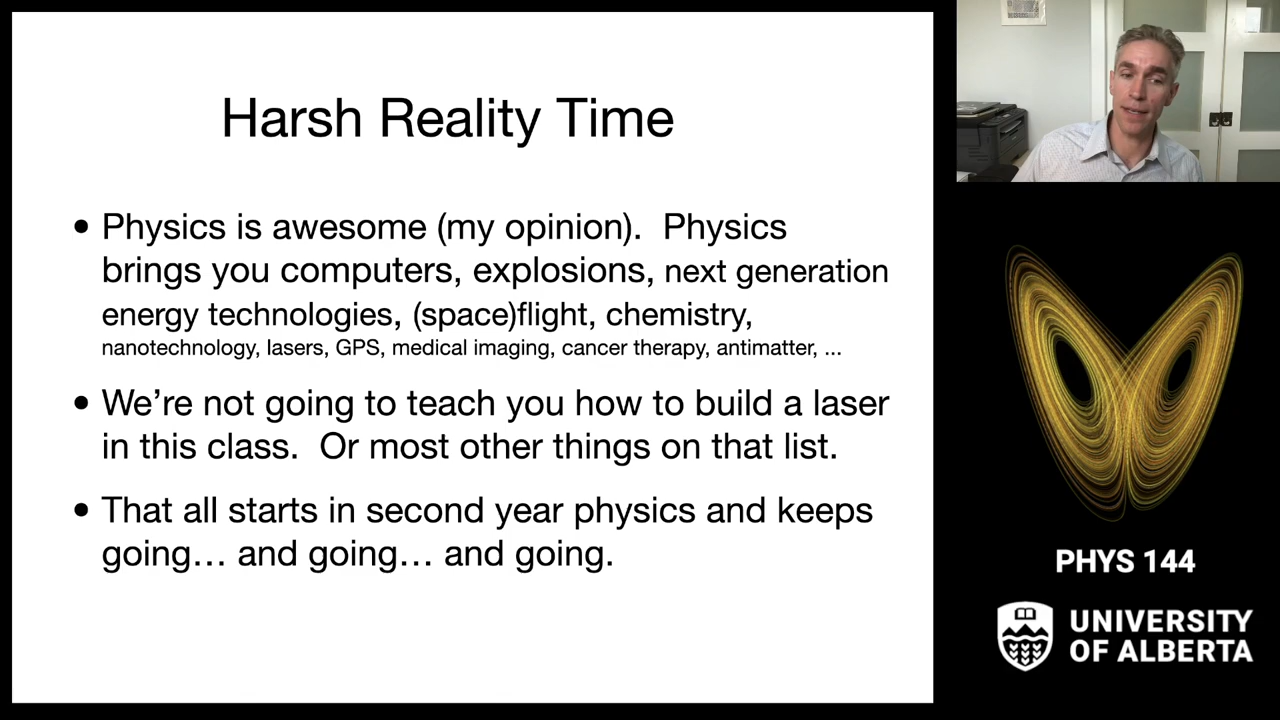 Harsh Reality Time
• Physics is awesome (my opinion).  Physics
brings you computers, explosions, next generation
energy technologies, (space)flight, chemistry,
nanotechnology, lasers, GPS, medical imaging, cancer therapy, antimatter, ...
• We’re not going to teach you how to build a laser
in this class.  Or most other things on that list.
• That all starts in second year physics and keeps
going… and going… and going.
PHYS 144
UNIVERSITY
OF ALBERTA